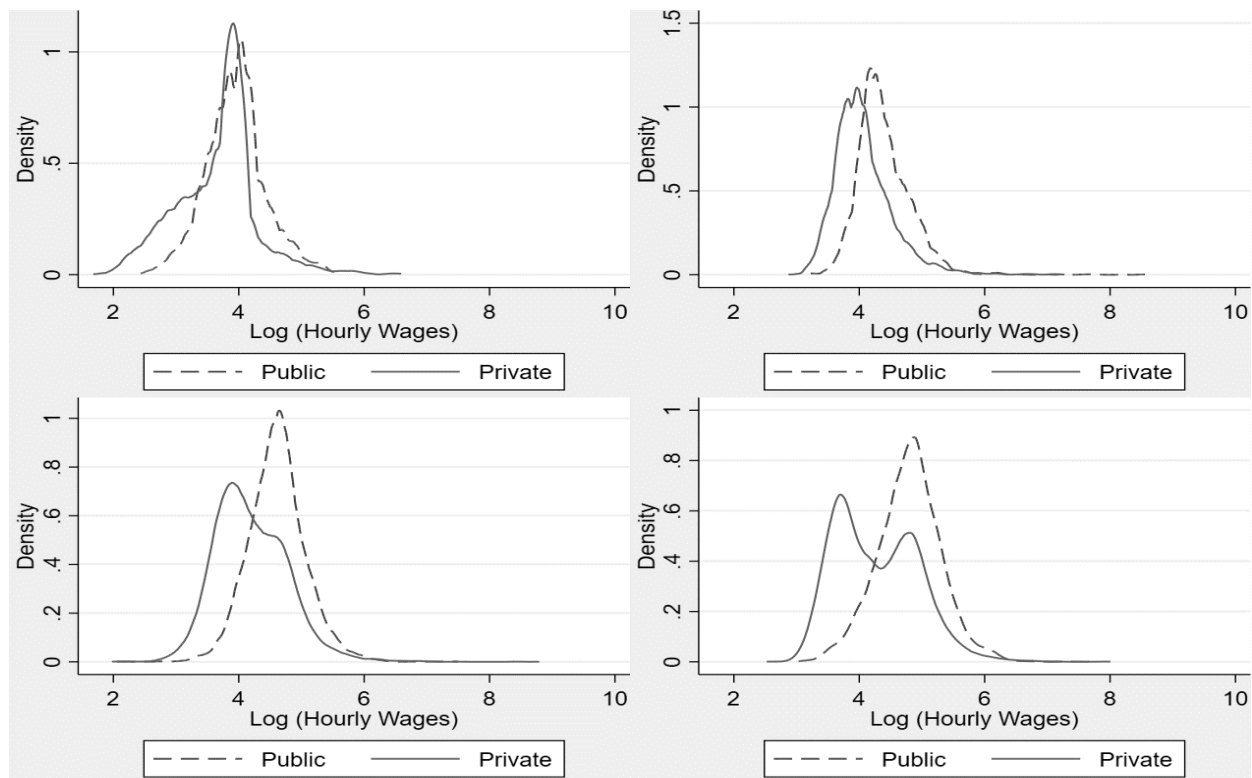 Density
0 .5 1
2 4 6 8 10
Log (Hourly Wages)
Public Private
Density
0 .5 1 1.5
2 4 6 8 10
Log (Hourly Wages)
Public Private
Density
0 .2 .4 .6 .8 1
2 4 6 8 10
Log (Hourly Wages)
Public Private
Density
0 .2 .4 .6 .8 1
2 4 6 8 10
Log (Hourly Wages)
Public Private